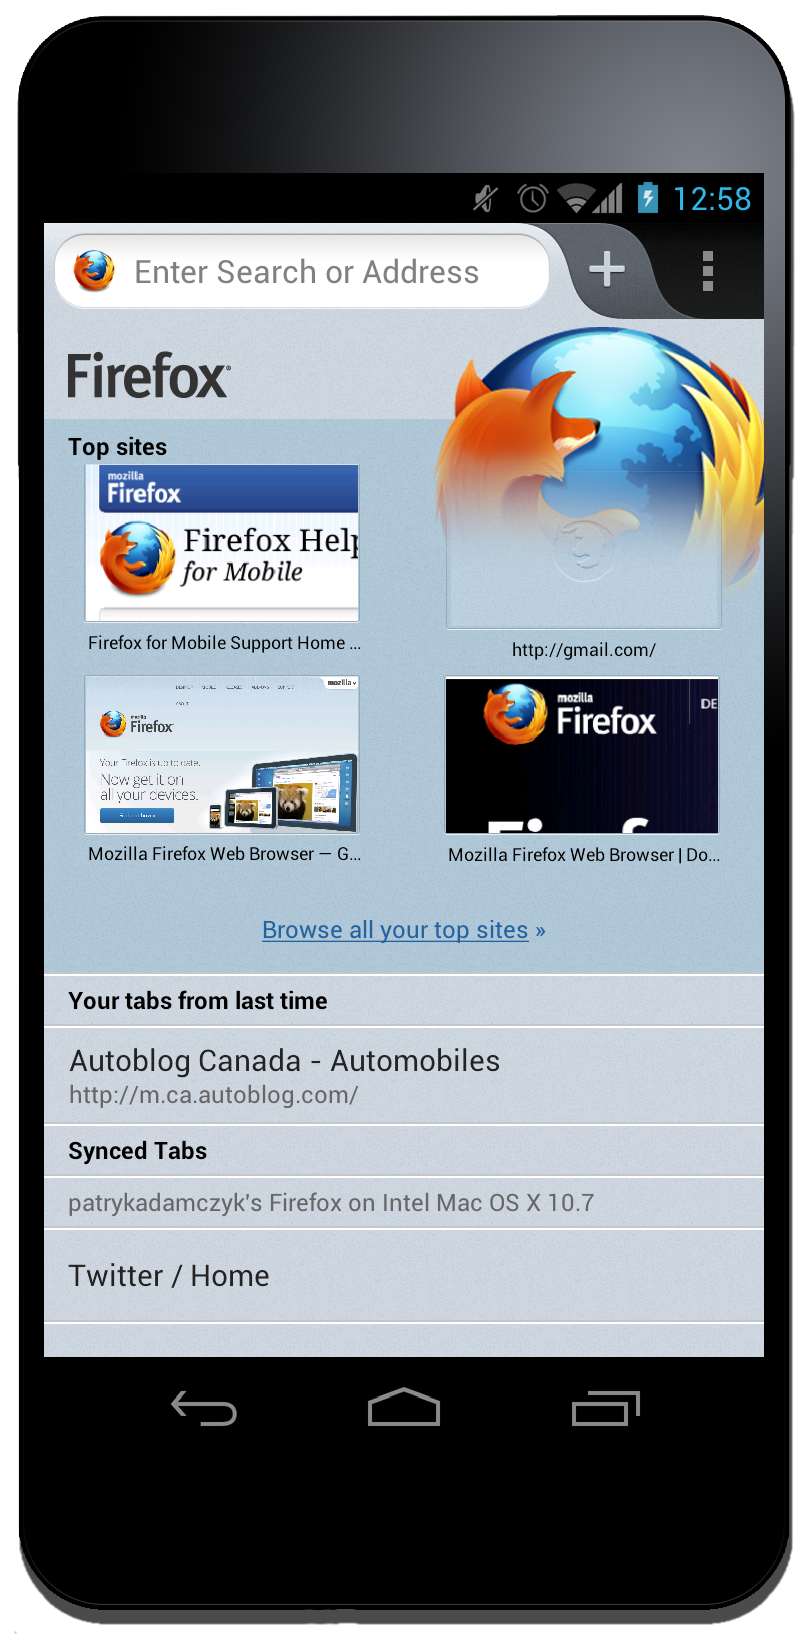 12:58
Enter Search or Address
Firefox
Top sites
mozilla
Firefox
Firefox Help
for Mobile
Firefox for Mobile Support Home ...
http://gmail.com/
mozilla
mozilla
Firefox
Your Firefox is up to date.
Now get it on
all your devices.
mozilla
Firefox
DE
Firef
Mozilla Firefox Web Browser — G...
Mozilla Firefox Web Browser | Do...
Browse all your top sites »
Your tabs from last time
Autoblog Canada - Automobiles
http://m.ca.autoblog.com/
Synced Tabs
patrykadamczyk's Firefox on Intel Mac OS X 10.7
Twitter / Home